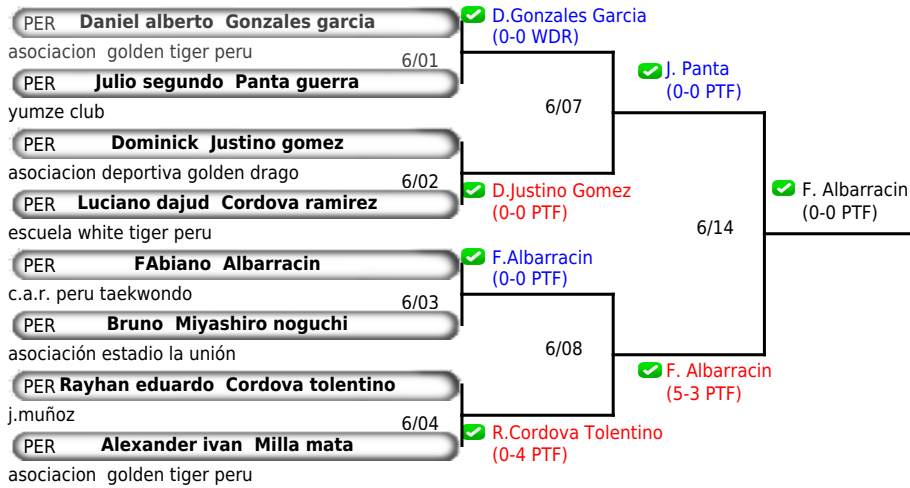 PER Daniel alberto  Gonzales garcia
asociacion  golden tiger peru
6/01
PER Julio segundo  Panta guerra
yumze club
PER Dominick  Justino gomez
asociacion deportiva golden drago
6/02
PER Luciano dajud  Cordova ramirez
escuela white tiger peru
PER FAbiano  Albarracin
c.a.r. peru taekwondo
6/03
PER Bruno  Miyashiro noguchi
asociación estadio la unión
PER Rayhan eduardo  Cordova tolentino
j.muñoz
6/04
PER Alexander ivan  Milla mata
asociacion  golden tiger peru
D.Gonzales Garcia
(0-0 WDR)
6/07
D.Justino Gomez
(0-0 PTF)
F.Albarracin
(0-0 PTF)
6/08
R.Cordova Tolentino
(0-4 PTF)
J. Panta
(0-0 PTF)
6/14
F. Albarracin
(5-3 PTF)
F. Albarracin
(0-0 PTF)